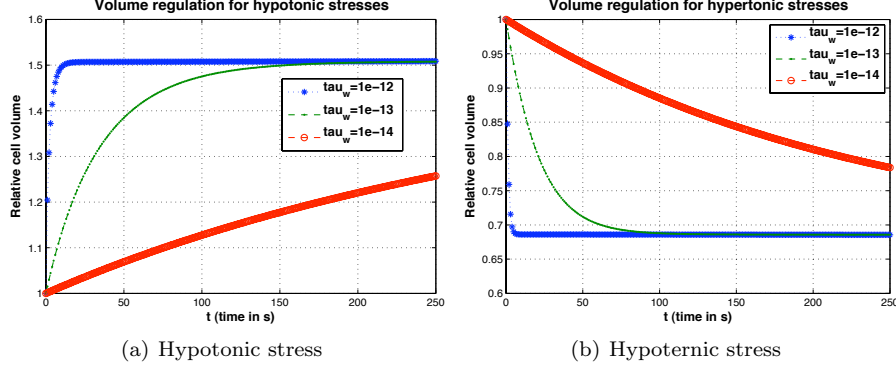 Volume regulation for hypotonic stresses
1.6
1.5
1.4
1.3
1.2
1.1
1
Relative cell volume
tau_w=1e−12
tau_w=1e−13
tau_w=1e−14
0 50 100 150 200 250
t (time in s)
(a) Hypotonic stress
Volume regulation for hypertonic stresses
1
0.95
0.9
0.85
0.8
0.75
0.7
0.65
0.6
Relative cell volume
tau_w=1e−12
tau_w=1e−13
tau_w=1e−14
0 50 100 150 200 250
t (time in s)
(b) Hypoternic stress